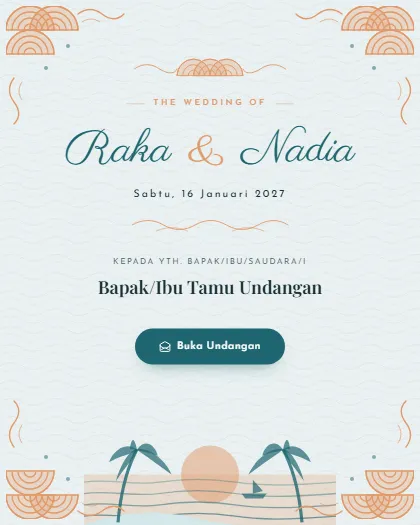 THE WEDDING OF
Raka & Nadia
Sabtu, 16 Januari 2027
KEPADA YTH. BAPAK/IBU/SAUDARA/I
Bapak/Ibu Tamu Undangan
Buka Undangan